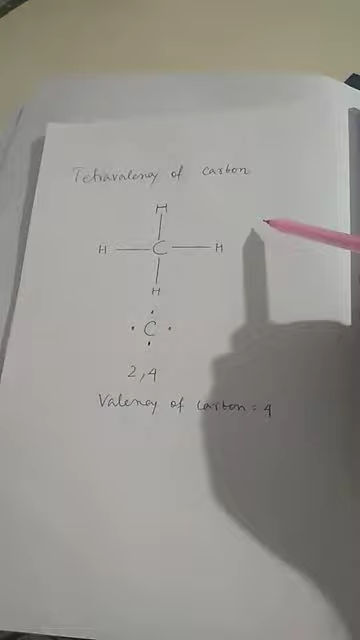 Tetravalency of carbon
H
H — C — H
H
C
2,4
Valency of carbon = 4